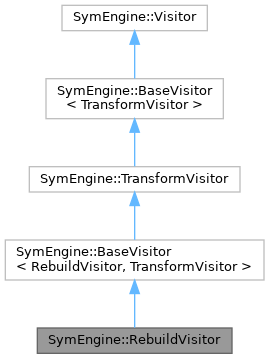 SymEngine::Visitor
SymEngine::BaseVisitor
< TransformVisitor >
SymEngine::TransformVisitor
SymEngine::BaseVisitor
< RebuildVisitor, TransformVisitor >
SymEngine::RebuildVisitor